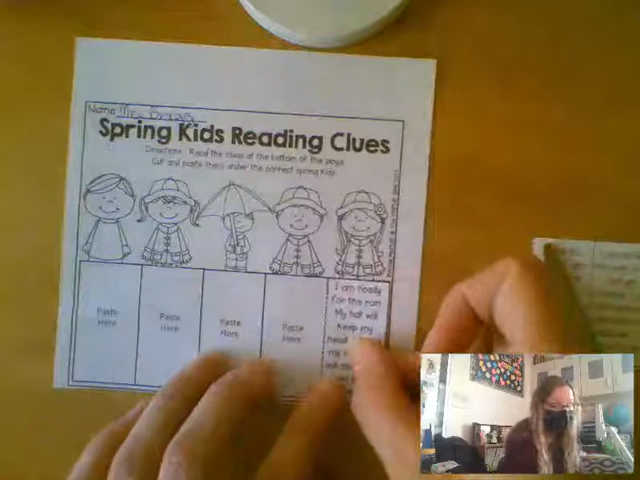 Name Mrs. 
Spring Kids Reading Clues
Directions: Read the clues at the bottom of the page.
Cut and paste them under the correct spring kid.
Paste
Here
Paste
Here
Paste
Here
Paste
Here
I am ready
for the rain.
My hat will
keep my